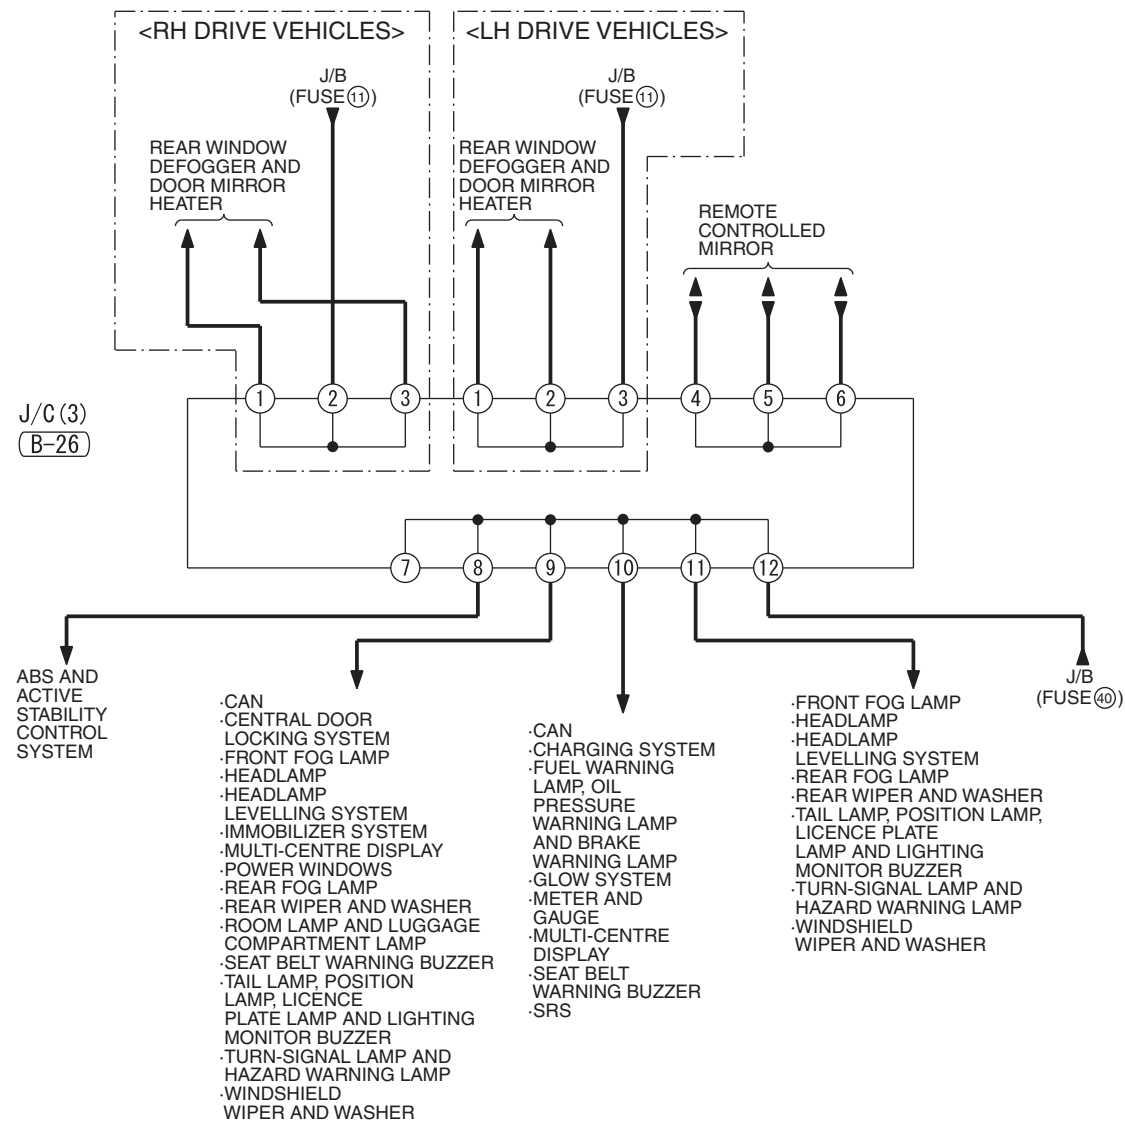 <RH DRIVE VEHICLES>
J/B
(FUSE⑪)
REAR WINDOW
DEFOGGER AND
DOOR MIRROR
HEATER
<LH DRIVE VEHICLES>
J/B
(FUSE⑪)
REAR WINDOW
DEFOGGER AND
DOOR MIRROR
HEATER
REMOTE
CONTROLLED
MIRROR
1 2 3 1 2 3 4 5 6
J/C(3)
B-26
7 8 9 10 11 12
ABS AND
ACTIVE
STABILITY
CONTROL
SYSTEM
·CAN
·CENTRAL DOOR
LOCKING SYSTEM
·FRONT FOG LAMP
·HEADLAMP
·HEADLAMP
LEVELLING SYSTEM
·IMMOBILIZER SYSTEM
·MULTI-CENTRE DISPLAY
·POWER WINDOWS
·REAR FOG LAMP
·REAR WIPER AND WASHER
·ROOM LAMP AND LUGGAGE
COMPARTMENT LAMP
·SEAT BELT WARNING BUZZER
·TAIL LAMP, POSITION
LAMP, LICENCE
PLATE LAMP AND LIGHTING
MONITOR BUZZER
·TURN-SIGNAL LAMP AND
HAZARD WARNING LAMP
·WINDSHIELD
WIPER AND WASHER
·CAN
·CHARGING SYSTEM
·FUEL WARNING
LAMP, OIL
PRESSURE
WARNING LAMP
AND BRAKE
WARNING LAMP
·GLOW SYSTEM
·METER AND
GAUGE
·MULTI-CENTRE
DISPLAY
·SEAT BELT
WARNING BUZZER
·SRS
·FRONT FOG LAMP
·HEADLAMP
·HEADLAMP
LEVELLING SYSTEM
·REAR FOG LAMP
·REAR WIPER AND WASHER
·TAIL LAMP, POSITION LAMP,
LICENCE PLATE
LAMP AND LIGHTING
MONITOR BUZZER
·TURN-SIGNAL LAMP AND
HAZARD WARNING LAMP
·WINDSHIELD
WIPER AND WASHER
J/B
(FUSE㊵)